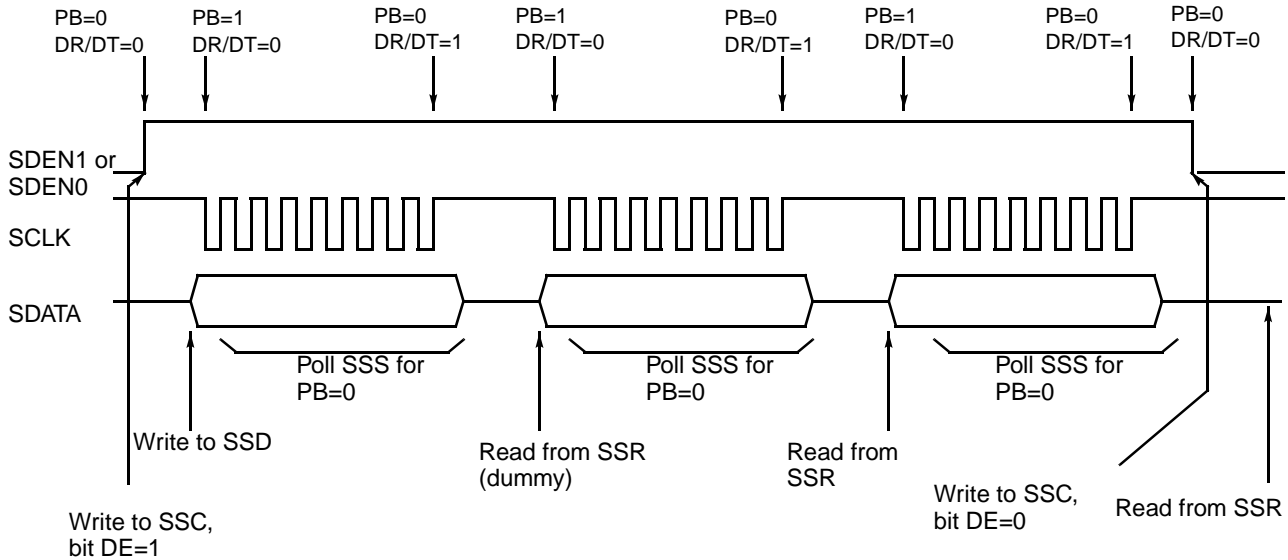 PB=0
DR/DT=0
PB=1
DR/DT=0
PB=0
DR/DT=1
PB=1
DR/DT=0
PB=0
DR/DT=1
PB=1
DR/DT=0
PB=0
DR/DT=1
PB=0
DR/DT=0
SDEN1 or
SDEN0
SCLK
SDATA
Poll SSS for
PB=0
Poll SSS for
PB=0
Poll SSS for
PB=0
Write to SSD
Read from SSR
(dummy)
Read from
SSR
Write to SSC,
bit DE=0
Read from SSR
Write to SSC,
bit DE=1